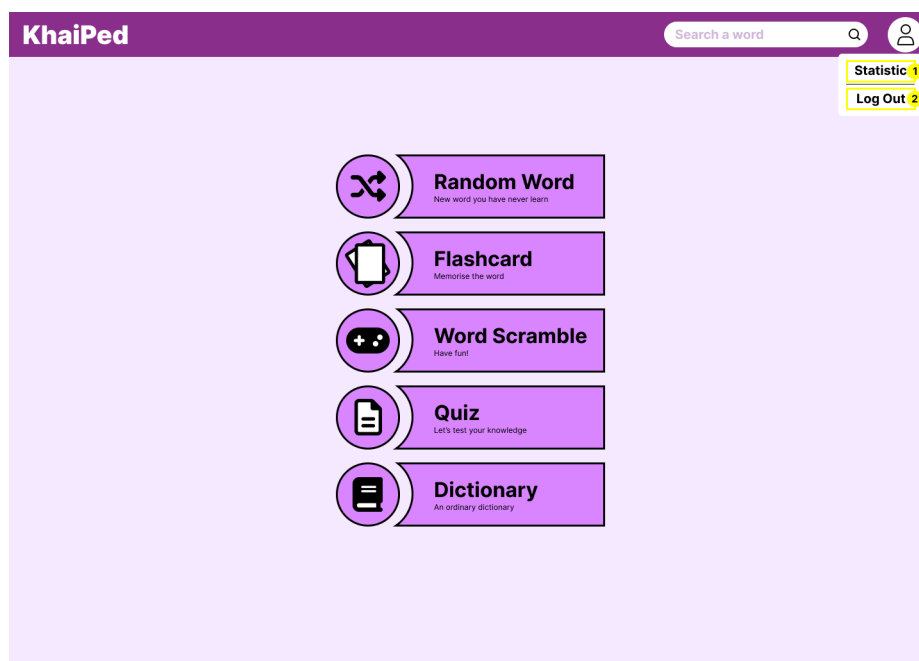 KhaiPed
Search a word
Statistic 1
Log Out 2
Random Word
New word you have never learn
Flashcard
Memorise the word
Word Scramble
Have fun!
Quiz
Let's test your knowledge
Dictionary
An ordinary dictionary